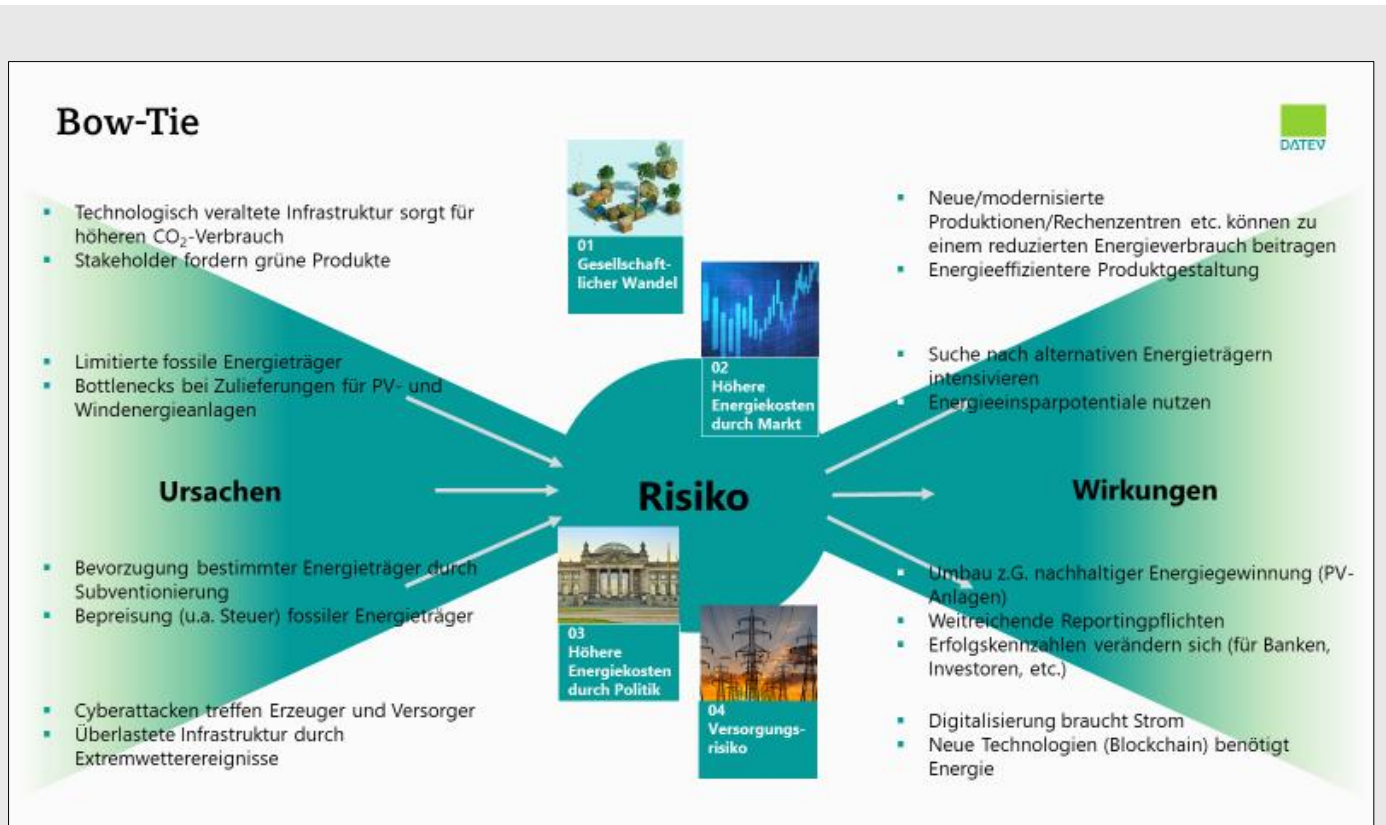 Bow-Tie
DATEV
Technologisch veraltete Infrastruktur sorgt für
höheren CO₂-Verbrauch
Stakeholder fordern grüne Produkte
Limitierte fossile Energieträger
Bottlenecks bei Zulieferungen für PV- und
Windenergieanlagen
Ursachen
Bevorzugung bestimmter Energieträger durch
Subventionierung
Bepreisung (u.a. Steuer) fossiler Energieträger
Cyberattacken treffen Erzeuger und Versorger
Überlastete Infrastruktur durch
Extremwetterereignisse
01
Gesellschaft-
licher Wandel
02
Höhere
Energiekosten
durch Markt
Risiko
03
Höhere
Energiekosten
durch Politik
04
Versorgungs-
risiko
Neue/modernisierte
Produktionen/Rechenzentren etc. können zu
einem reduzierten Energieverbrauch beitragen
Energieeffizientere Produktgestaltung
Suche nach alternativen Energieträgern
intensivieren
Energieeinsparpotentiale nutzen
Wirkungen
Umbau z.G. nachhaltiger Energiegewinnung (PV-
Anlagen)
Weitreichende Reportingpflichten
Erfolgskennzahlen verändern sich (für Banken,
Investoren, etc.)
Digitalisierung braucht Strom
Neue Technologien (Blockchain) benötigt
Energie